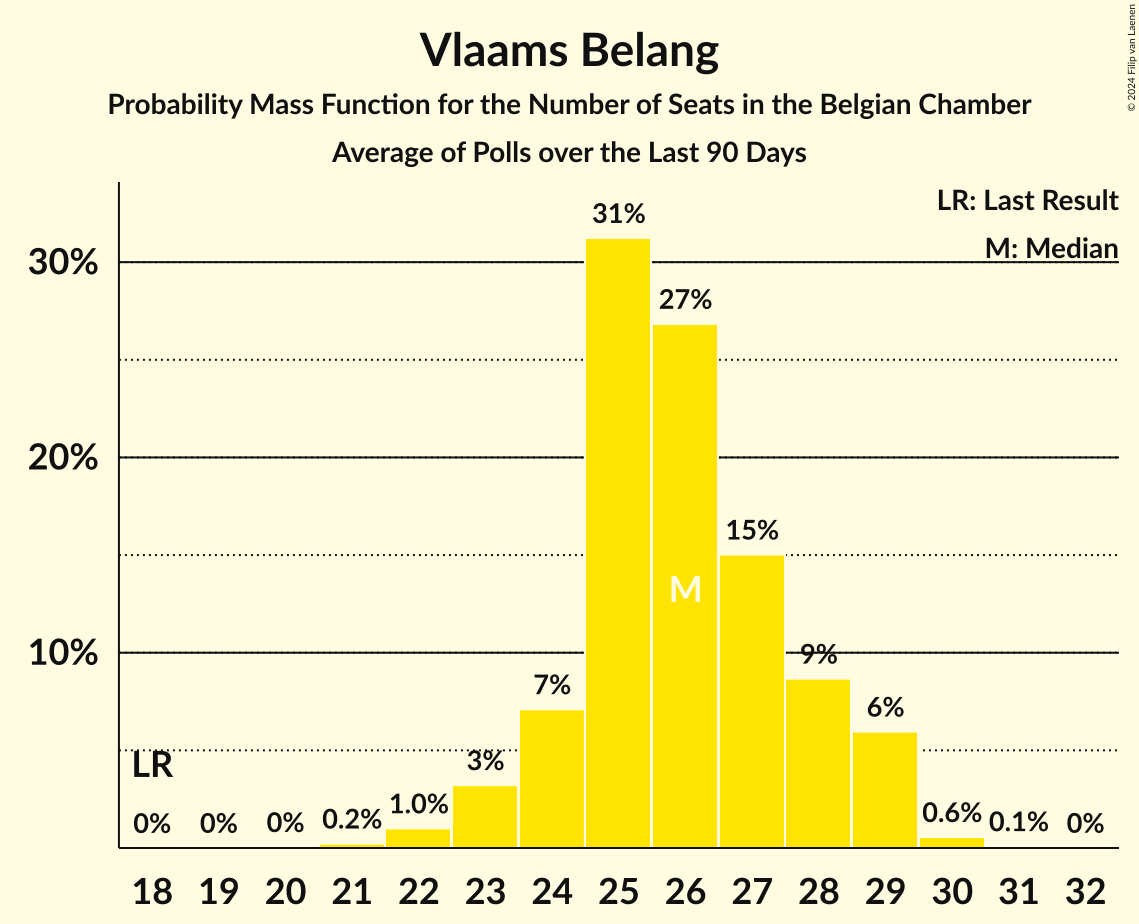 Vlaams Belang
Probability Mass Function for the Number of Seats in the Belgian Chamber
Average of Polls over the Last 90 Days
© 2024 Filip van Laenen
LR: Last Result
M: Median
30%
20%
10%
LR
0%
0%
0%
0.2%
1.0%
3%
7%
31%
27%
M
15%
9%
6%
0.6%
0.1%
0%
18 19 20 21 22 23 24 25 26 27 28 29 30 31 32